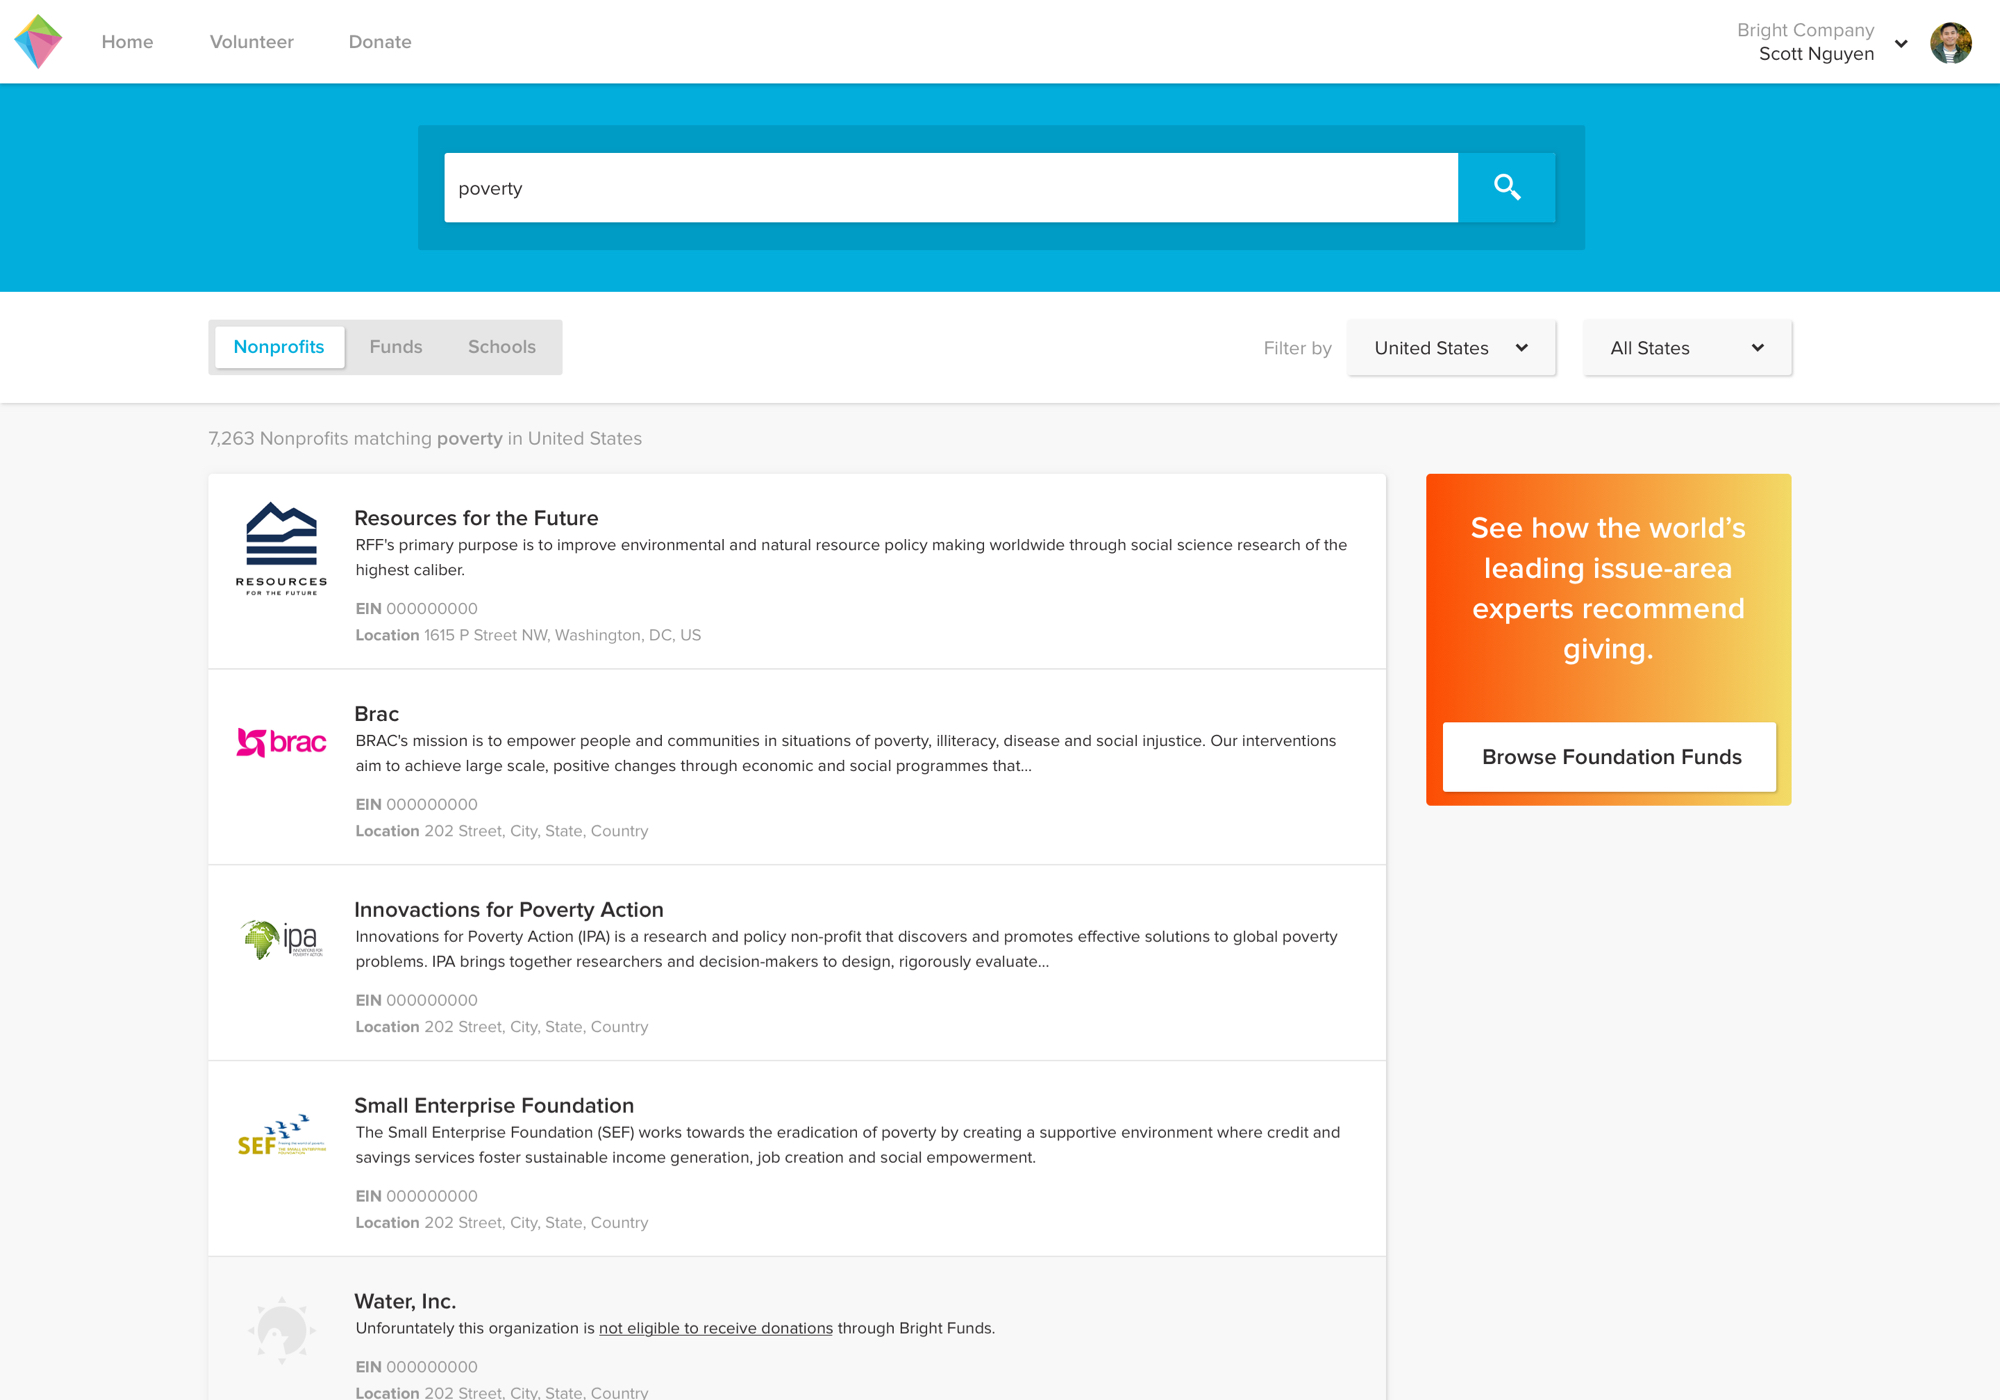 Home Volunteer Donate
Bright Company
Scott Nguyen
poverty
Nonprofits Funds Schools
Filter by United States All States
7,263 Nonprofits matching poverty in United States
RESOURCES
FOR THE FUTURE
Resources for the Future
RFF's primary purpose is to improve environmental and natural resource policy making worldwide through social science research of the
highest caliber.
EIN 000000000
Location 1615 P Street NW, Washington, DC, US
See how the world’s
leading issue-area
experts recommend
giving.
Browse Foundation Funds
brac
Brac
BRAC's mission is to empower people and communities in situations of poverty, illiteracy, disease and social injustice. Our interventions
aim to achieve large scale, positive changes through economic and social programmes that...
EIN 000000000
Location 202 Street, City, State, Country
ipa
INNOVATIONS FOR
POVERTY ACTION
Innovactions for Poverty Action
Innovations for Poverty Action (IPA) is a research and policy non-profit that discovers and promotes effective solutions to global poverty
problems. IPA brings together researchers and decision-makers to design, rigorously evaluate...
EIN 000000000
Location 202 Street, City, State, Country
SEF
THE SMALL ENTERPRISE
FOUNDATION
Small Enterprise Foundation
The Small Enterprise Foundation (SEF) works towards the eradication of poverty by creating a supportive environment where credit and
savings services foster sustainable income generation, job creation and social empowerment.
EIN 000000000
Location 202 Street, City, State, Country
Water, Inc.
Unforuntately this organization is not eligible to receive donations through Bright Funds.
EIN 000000000
Location 202 Street, City, State, Country